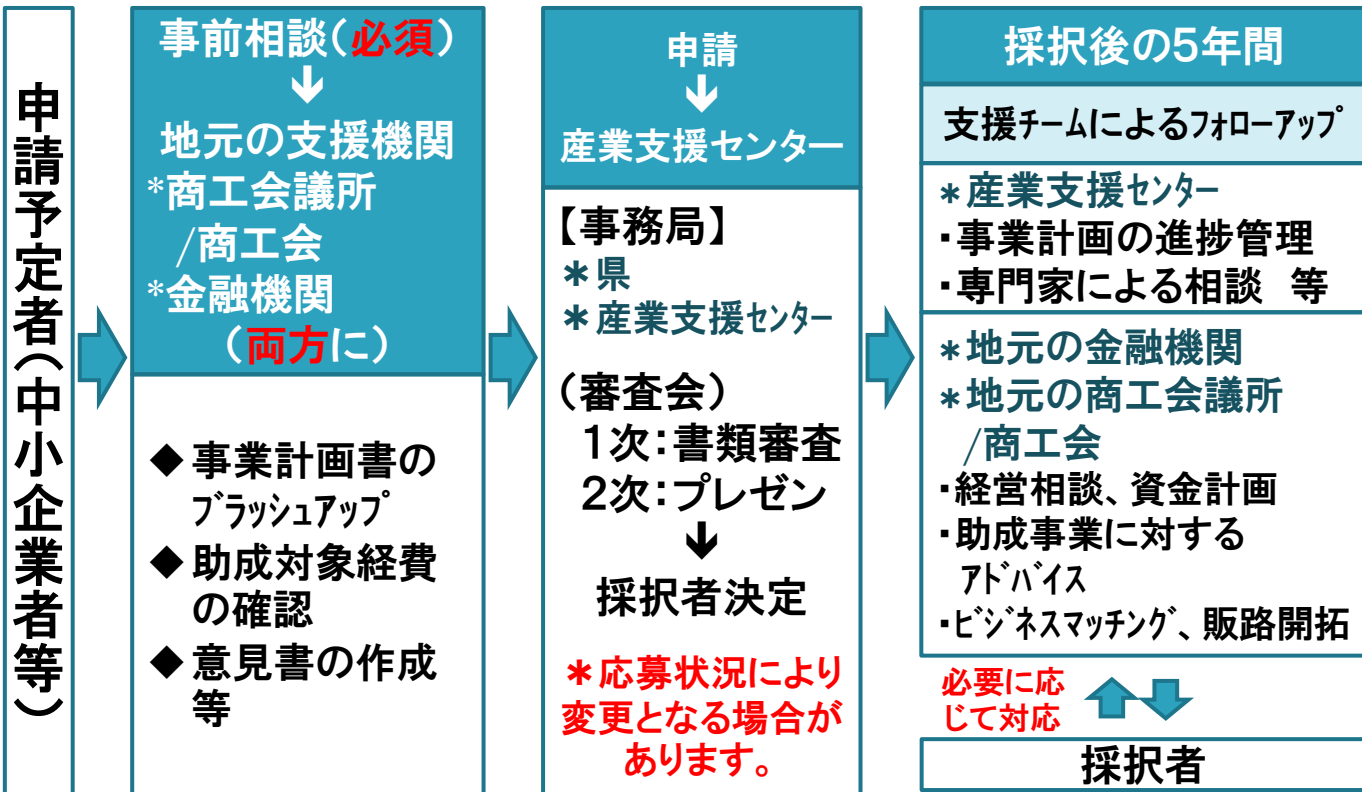 申請予定者（中小企業者等）
事前相談（必須）
↓
地元の支援機関
*商工会議所
/商工会
*金融機関
（両方に）
◆事業計画書の
ﾌﾞﾗｯｼｭｱｯﾌﾟ
◆助成対象経費
の確認
◆意見書の作成
等
申請
↓
産業支援センター
【事務局】
＊県
＊産業支援ｾﾝﾀｰ
（審査会）
1次：書類審査
2次：プレゼン
↓
採択者決定
＊応募状況により
変更となる場合が
あります。
採択後の5年間
支援ﾁｰﾑによるﾌｫﾛｰｱｯﾌﾟ
＊産業支援ｾﾝﾀｰ
・事業計画の進捗管理
・専門家による相談　等
＊地元の金融機関
＊地元の商工会議所
/商工会
・経営相談、資金計画
・助成事業に対する
ｱﾄﾞﾊﾞｲｽ
・ﾋﾞｼﾞﾈｽﾏｯﾁﾝｸﾞ、販路開拓
必要に応
じて対応
採択者